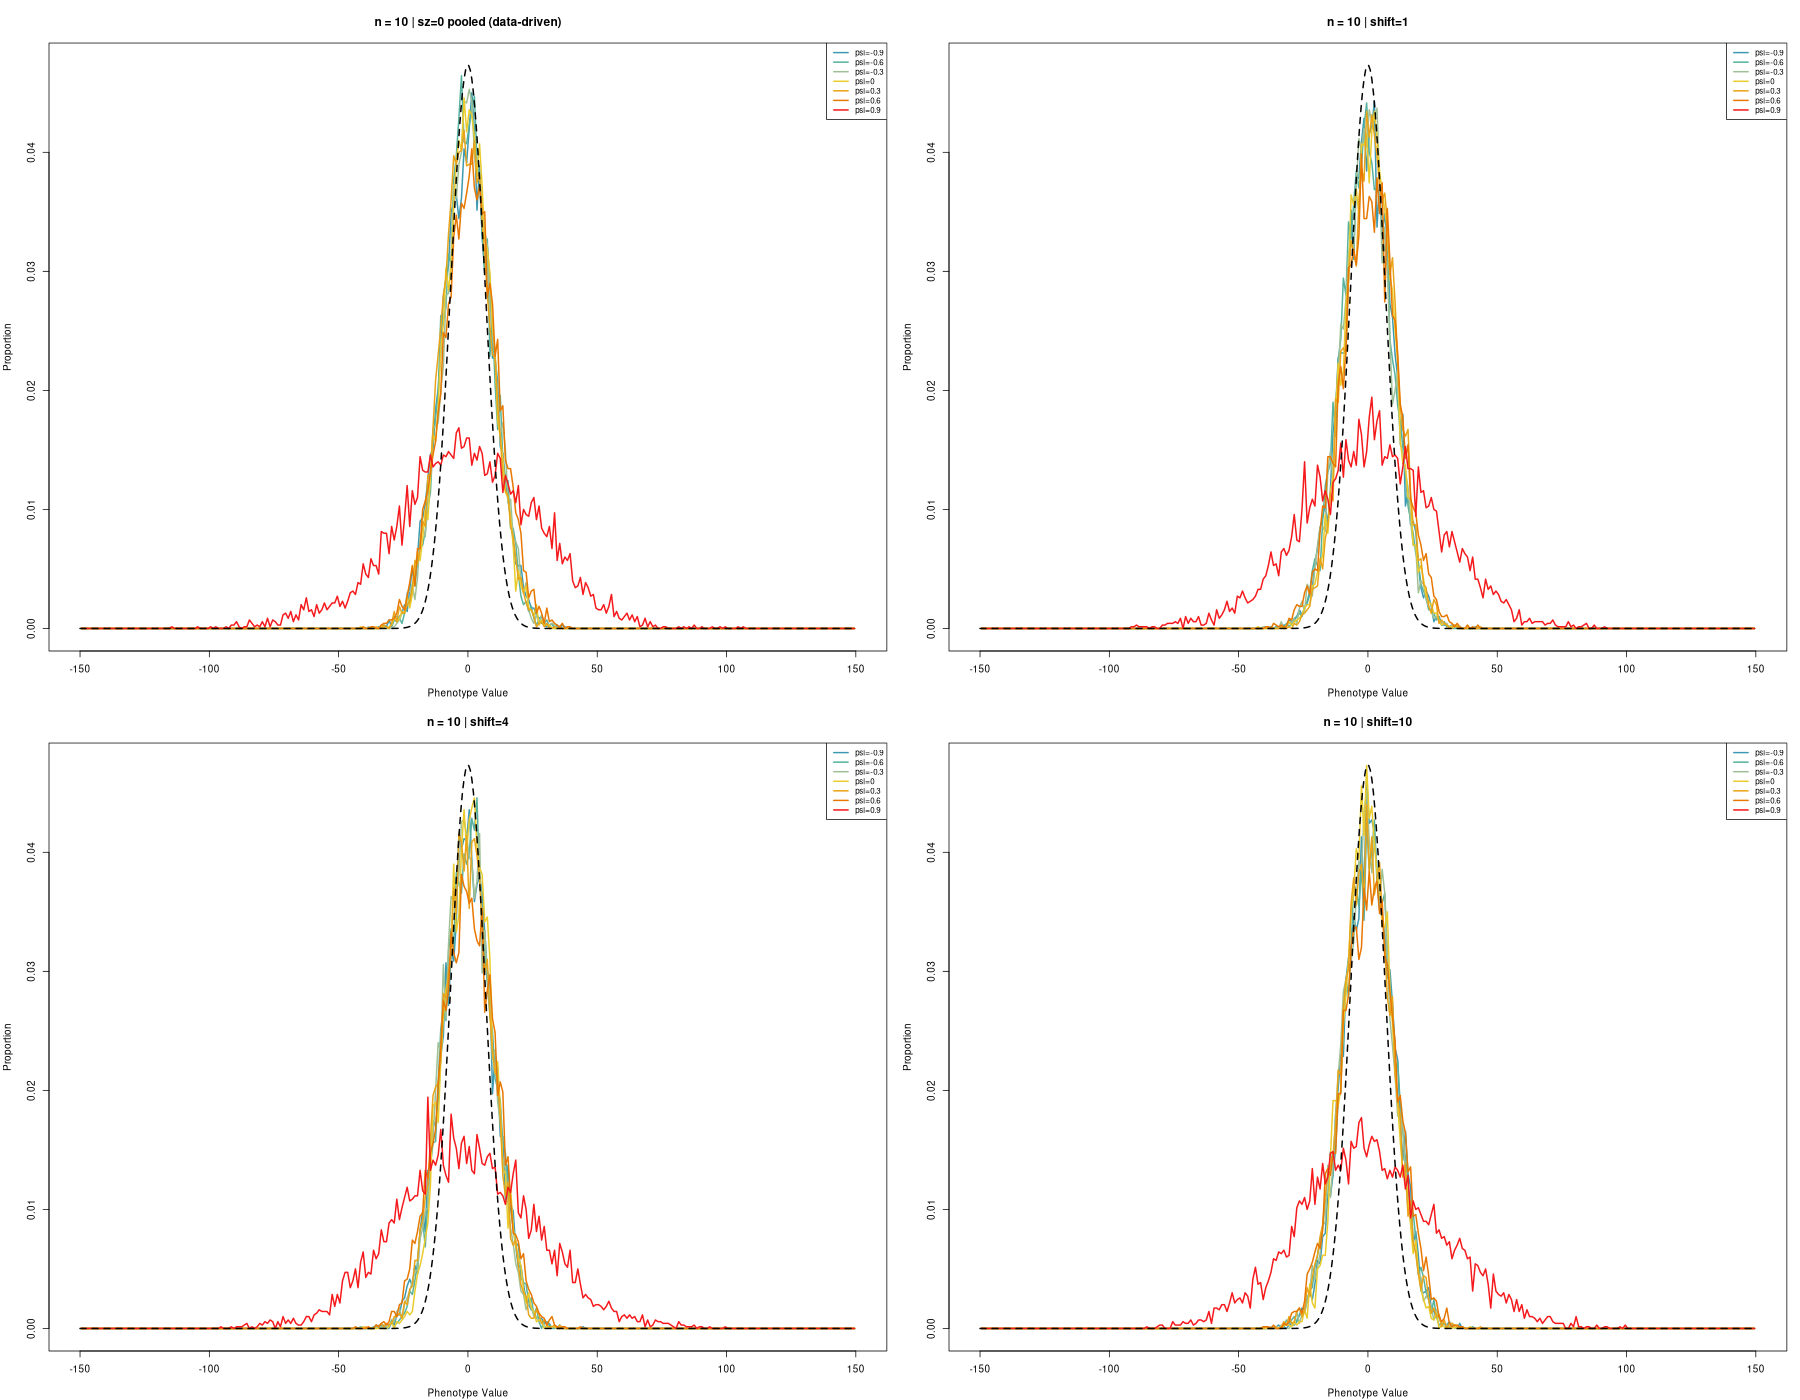 n = 10 | sz=0 pooled (data-driven)
psi=-0.9
psi=-0.6
psi=-0.3
psi=0
psi=0.3
psi=0.6
psi=0.9
0.04
0.03
0.02
0.01
0.00
Proportion
-150 -100 -50 0 50 100 150
Phenotype Value
n = 10 | shift=1
psi=-0.9
psi=-0.6
psi=-0.3
psi=0
psi=0.3
psi=0.6
psi=0.9
0.04
0.03
0.02
0.01
0.00
Proportion
-150 -100 -50 0 50 100 150
Phenotype Value
n = 10 | shift=4
psi=-0.9
psi=-0.6
psi=-0.3
psi=0
psi=0.3
psi=0.6
psi=0.9
0.04
0.03
0.02
0.01
0.00
Proportion
-150 -100 -50 0 50 100 150
Phenotype Value
n = 10 | shift=10
psi=-0.9
psi=-0.6
psi=-0.3
psi=0
psi=0.3
psi=0.6
psi=0.9
0.04
0.03
0.02
0.01
0.00
Proportion
-150 -100 -50 0 50 100 150
Phenotype Value